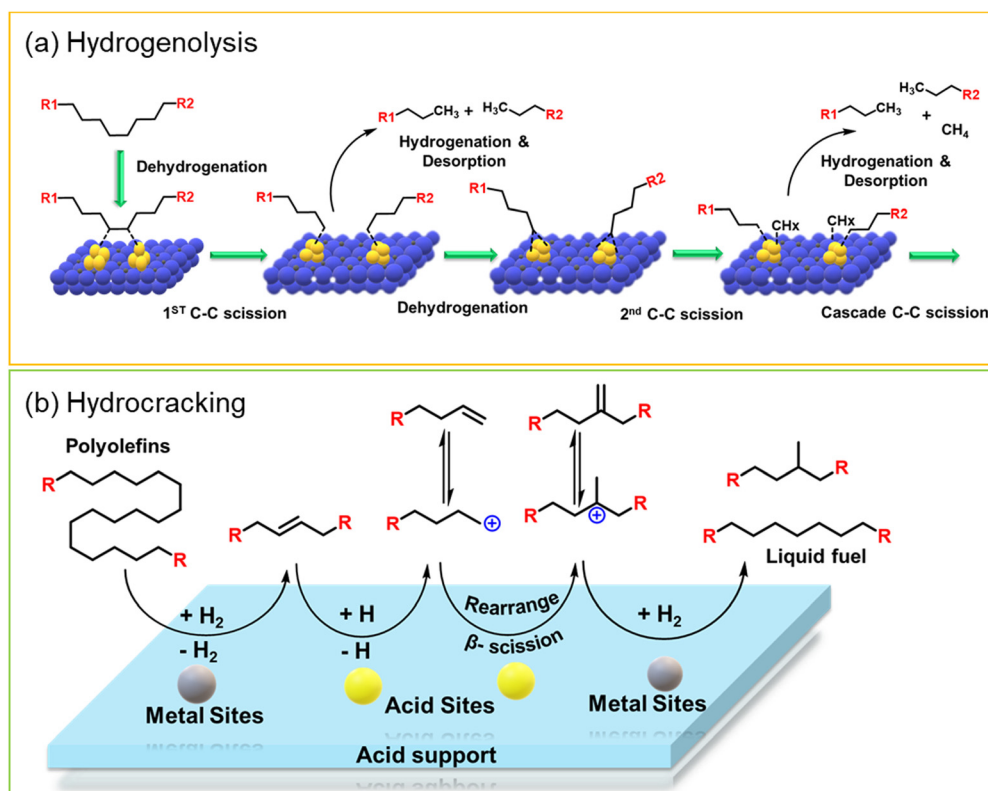 (a) Hydrogenolysis
R1
R2
Dehydrogenation
R1
R2
1ST C-C scission
R1
CH3 + H3C
R2
Hydrogenation &
Desorption
R1
R2
Dehydrogenation
R1
R2
2nd C-C scission
R1
CH3
H3C
R2
+
CH4
Hydrogenation &
Desorption
R1
CHx
CHx
R2
Cascade C-C scission
(b) Hydrocracking
Polyolefins
R
R
R
R
R
R
⊕
R
R
R
R
⊕
R
R
R
R
Liquid fuel
+ H2
- H2
+ H
- H
Rearrange
β- scission
+ H2
Metal Sites
Acid Sites
Metal Sites
Acid support